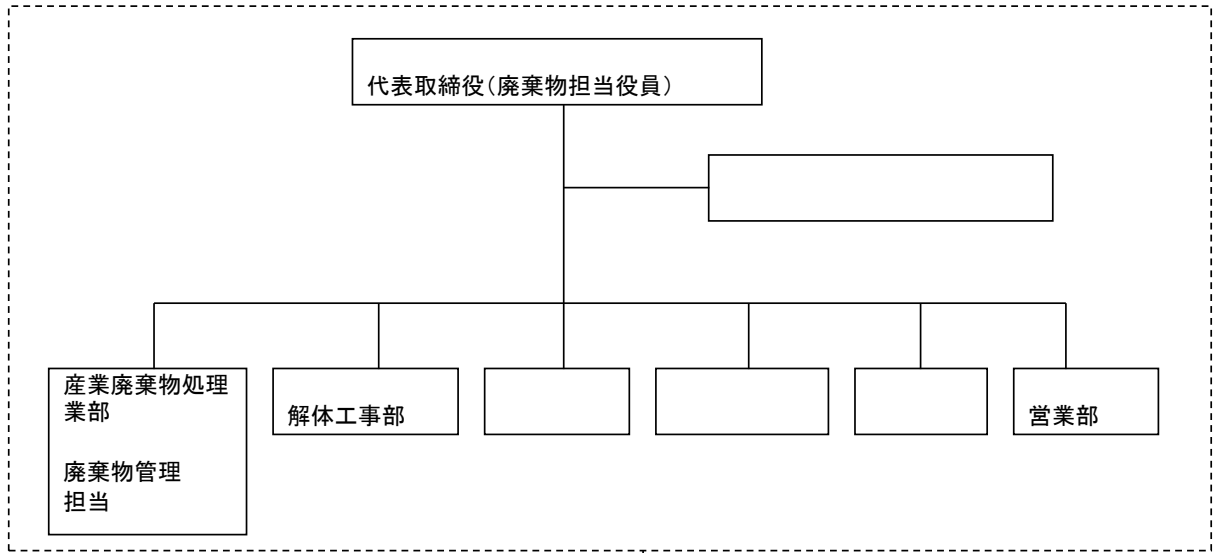 代表取締役(廃棄物担当役員)
産業廃棄物処理
業部
廃棄物管理
担当
解体工事部
営業部